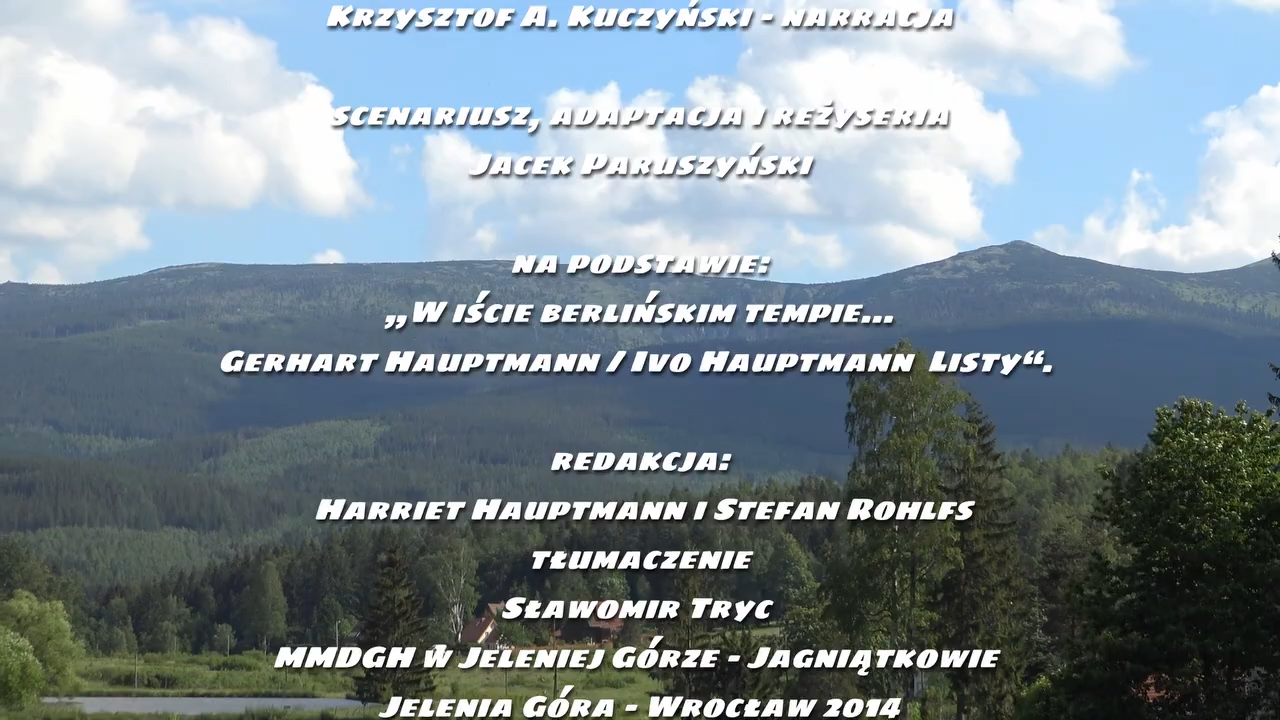 Krzysztof A. Kuczyński - narracja
scenariusz, adaptacja i reżyseria
Jacek Paruszyński
na podstawie:
„W iście berlińskim tempie...
Gerhart Hauptmann / Ivo Hauptmann Listy“.
redakcja:
Harriet Hauptmann i Stefan Rohlfs
tłumaczenie
Sławomir Tryc
MMDGH w Jeleniej Górze - Jagniątkowie
Jelenia Góra - Wrocław 2014